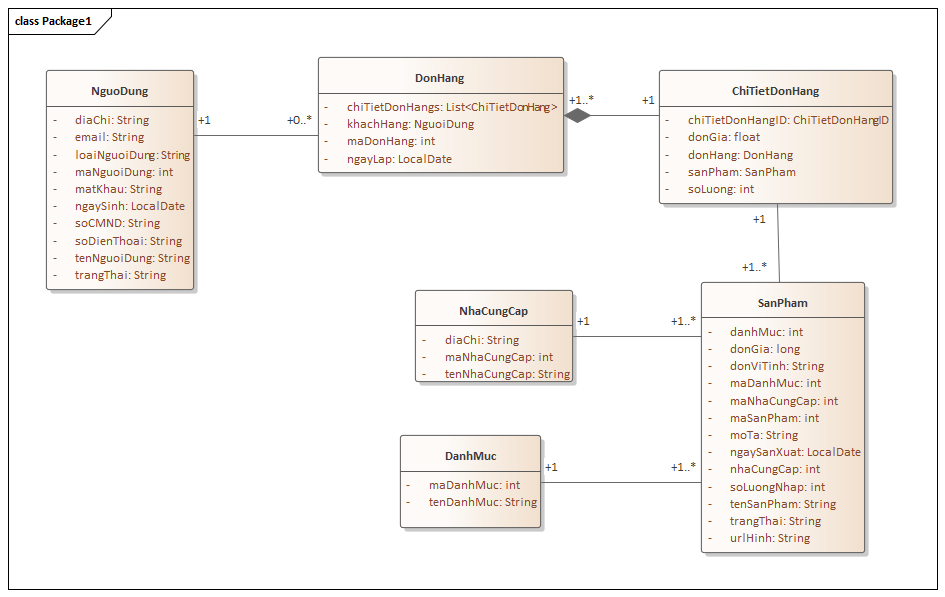 class Package1
NguoDung
- diaChi: String
- email: String
- loaiNguoiDung: String
- maNguoiDung: int
- matKhau: String
- ngaySinh: LocalDate
- soCMND: String
- soDienThoai: String
- tenNguoiDung: String
- trangThai: String
+1
+0..*
DonHang
- chiTietDonHangs: List<ChiTietDonHang>
- khachHang: NguoiDung
- maDonHang: int
- ngayLap: LocalDate
+1..*
+1
ChiTietDonHang
- chiTietDonHangID: ChiTietDonHangID
- donGia: float
- donHang: DonHang
- sanPham: SanPham
- soLuong: int
+1
+1..*
NhaCungCap
- diaChi: String
- maNhaCungCap: int
- tenNhaCungCap: String
+1
+1..*
DanhMuc
- maDanhMuc: int
- tenDanhMuc: String
+1
+1..*
SanPham
- danhMuc: int
- donGia: long
- donViTinh: String
- maDanhMuc: int
- maNhaCungCap: int
- maSanPham: int
- moTa: String
- ngaySanXuat: LocalDate
- nhaCungCap: int
- soLuongNhap: int
- tenSanPham: String
- trangThai: String
- urlHinh: String